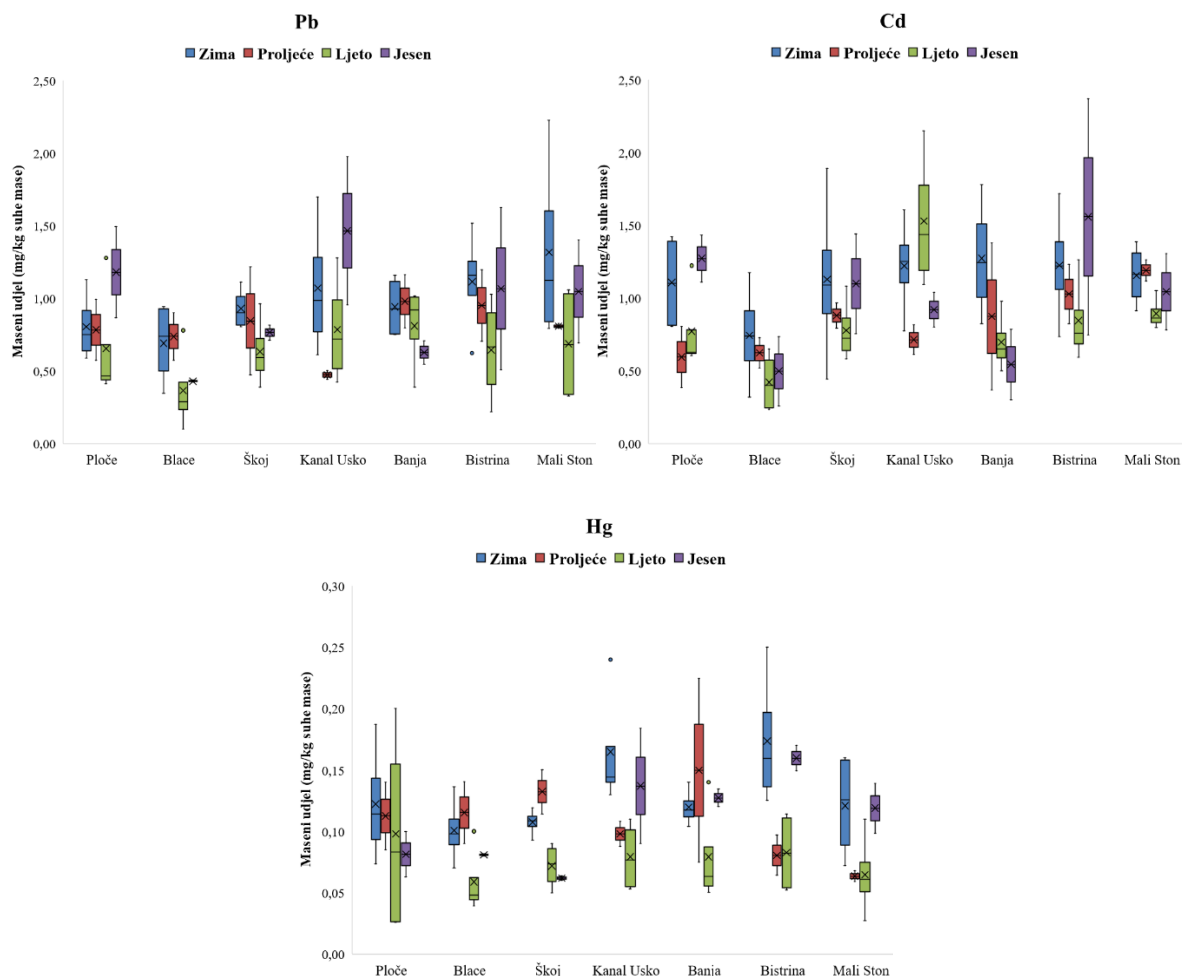 Pb
Zima Proljeće Ljeto Jesen
Maseni udjel (mg/kg suhe mase)
2,50
2,00
1,50
1,00
0,50
0,00
Ploče Blace Škoj Kanal Usko Banja Bistrina Mali Ston
Cd
Zima Proljeće Ljeto Jesen
Maseni udjel (mg/kg suhe mase)
2,50
2,00
1,50
1,00
0,50
0,00
Ploče Blace Škoj Kanal Usko Banja Bistrina Mali Ston
Hg
Zima Proljeće Ljeto Jesen
Maseni udjel (mg/kg suhe mase)
0,30
0,25
0,20
0,15
0,10
0,05
0,00
Ploče Blace Škoj Kanal Usko Banja Bistrina Mali Ston